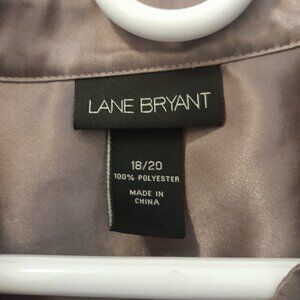 LANE BRYANT
18/20
100% POLYESTER
MADE IN
CHINA